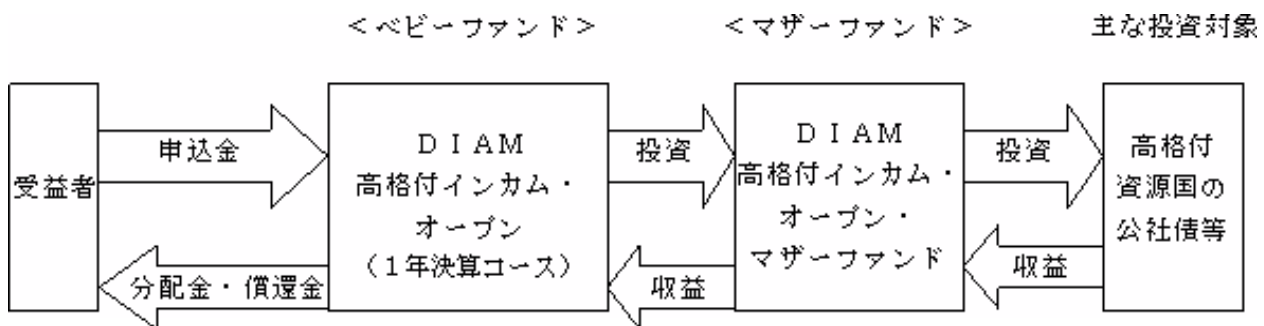 ＜ベビーファンド＞
＜マザーファンド＞
主な投資対象
受益者
申込金
分配金・償還金
ＤＩＡＭ
高格付インカム・
オープン
（１年決算コース）
投資
収益
ＤＩＡＭ
高格付インカム・
オープン・
マザーファンド
投資
収益
高格付
資源国の
公社債等